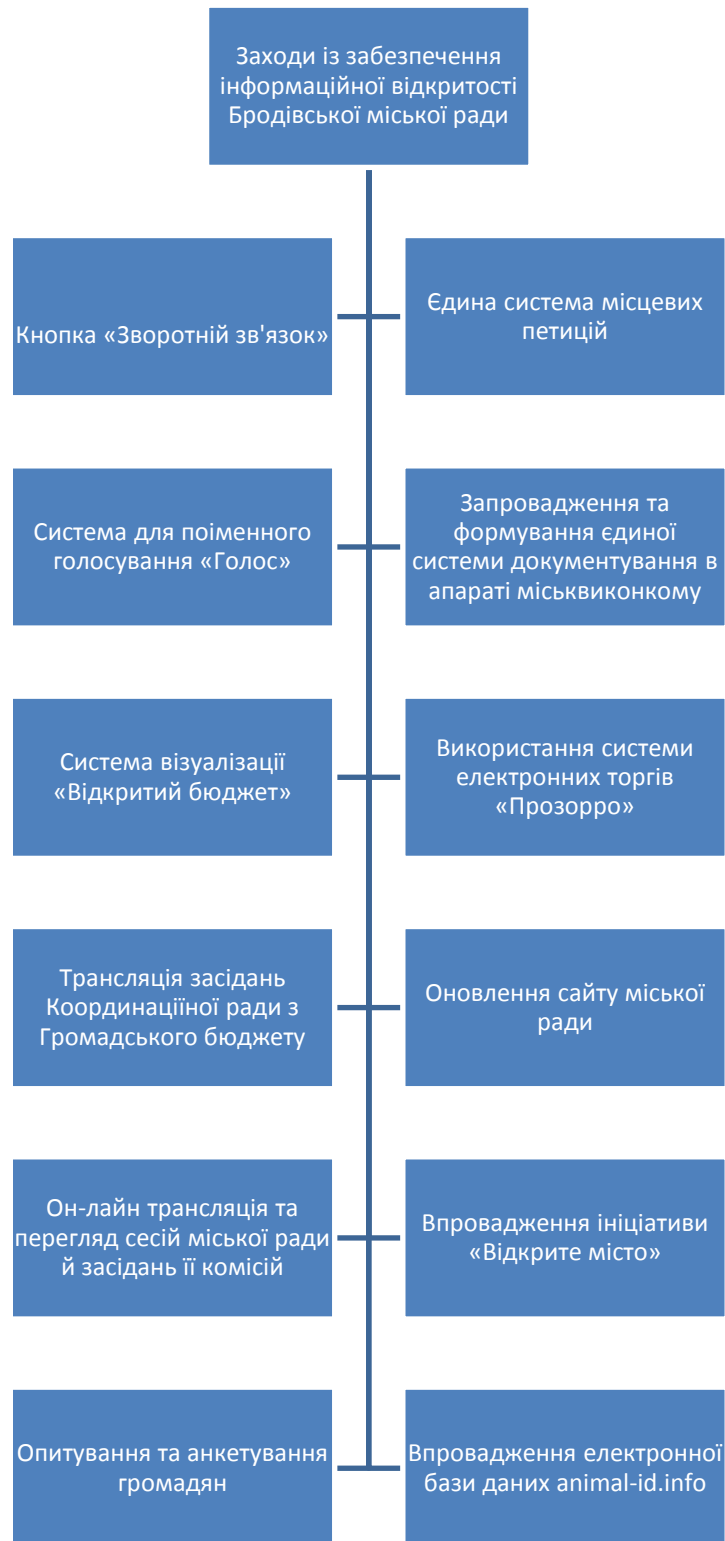 Заходи із забезпечення
інформаційної відкритості
Бродівської міської ради
Кнопка «Зворотній зв'язок»
Єдина система місцевих
петицій
Система для поіменного
голосування «Голос»
Запровадження та
формування єдиної
системи документування в
апараті міськвиконкому
Система візуалізації
«Відкритий бюджет»
Використання системи
електронних торгів
«Прозорро»
Трансляція засідань
Координаціїної ради з
Громадського бюджету
Оновлення сайту міської
ради
Он-лайн трансляція та
перегляд сесій міської ради
й засідань її комісій
Впровадження ініціативи
«Відкрите місто»
Опитування та анкетування
громадян
Впровадження електронної
бази даних animal-id.info